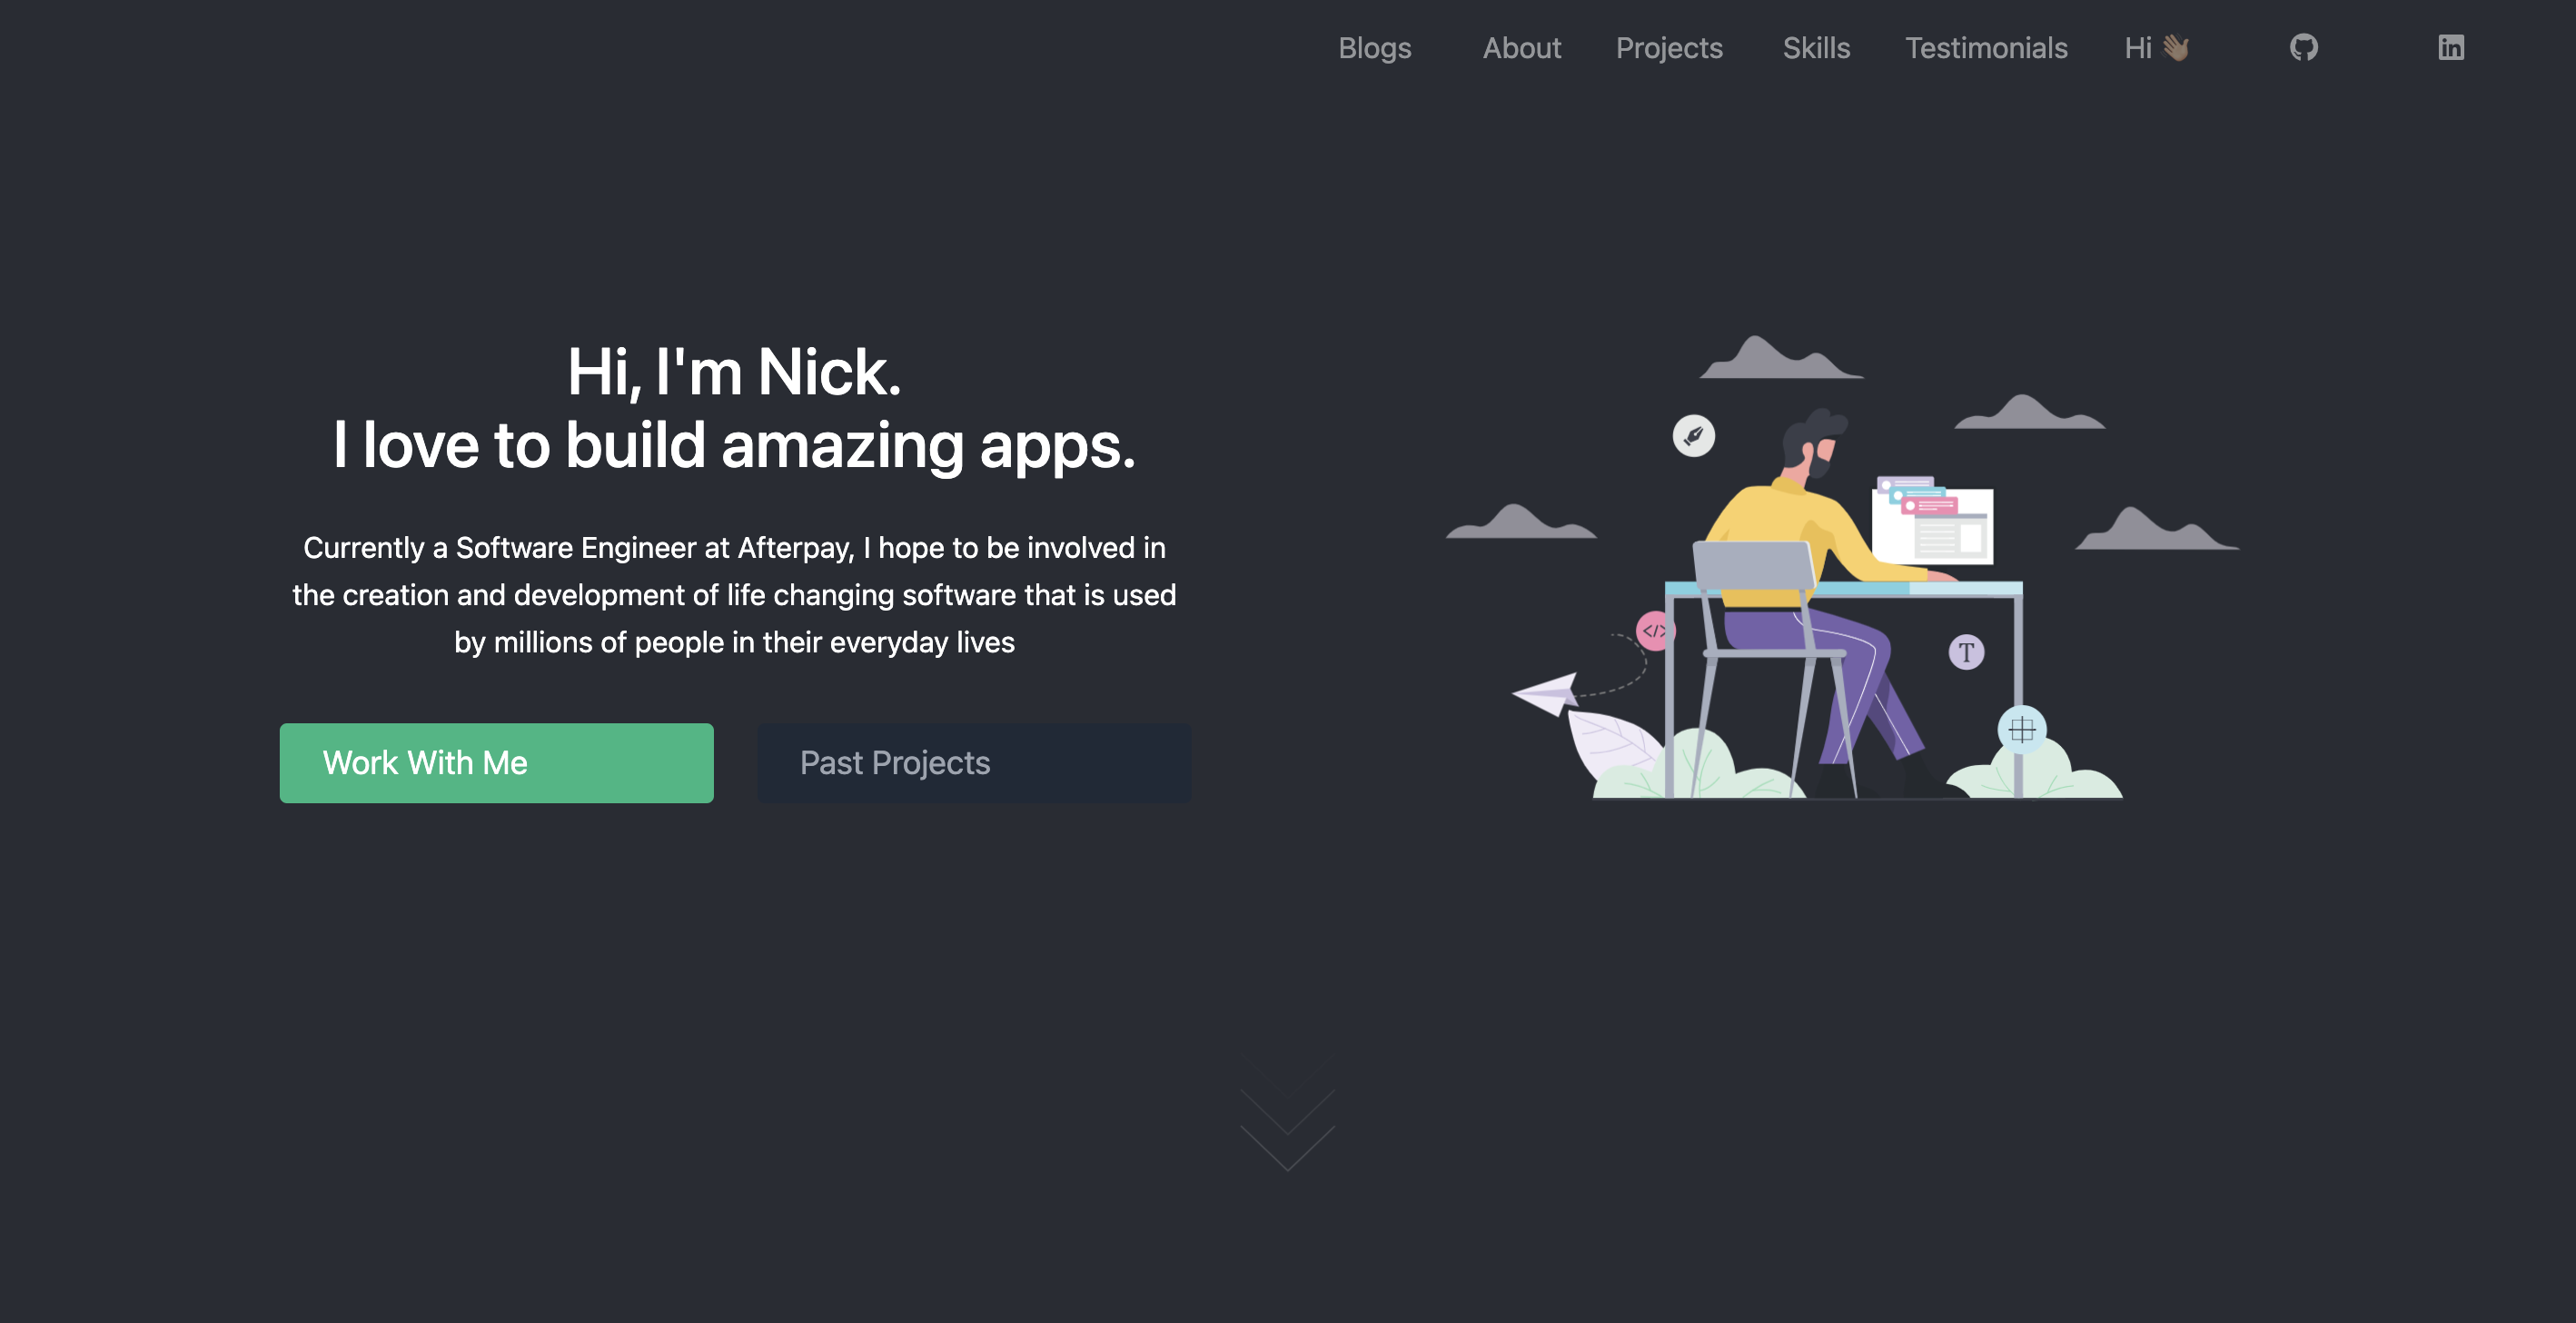 Blogs About Projects Skills Testimonials Hi 👋🏽
Hi, I'm Nick.
I love to build amazing apps.
Currently a Software Engineer at Afterpay, I hope to be involved in
the creation and development of life changing software that is used
by millions of people in their everyday lives
Work With Me
Past Projects
</>
T